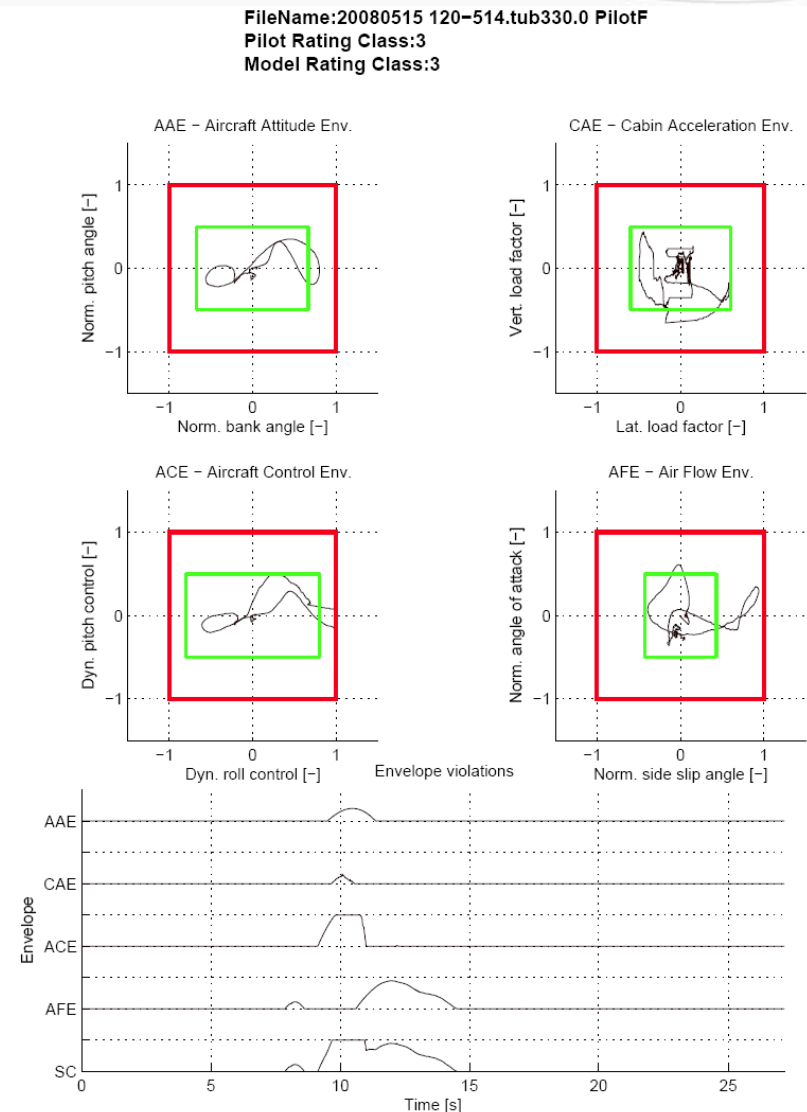 FileName:20080515 120−514.tub330.0 PilotF
Pilot Rating Class:3
Model Rating Class:3
AAE − Aircraft Attitude Env.
Norm. pitch angle [−]
1
0
−1
−1 0 1
Norm. bank angle [−]
CAE − Cabin Acceleration Env.
Vert. load factor [−]
1
0
−1
−1 0 1
Lat. load factor [−]
ACE − Aircraft Control Env.
Dyn. pitch control [−]
1
0
−1
−1 0 1
Dyn. roll control [−]
AFE − Air Flow Env.
Norm. angle of attack [−]
1
0
−1
−1 0 1
Norm. side slip angle [−]
Envelope violations
Envelope
AAE
CAE
ACE
AFE
SC
0 5 10 15 20 25
Time [s]